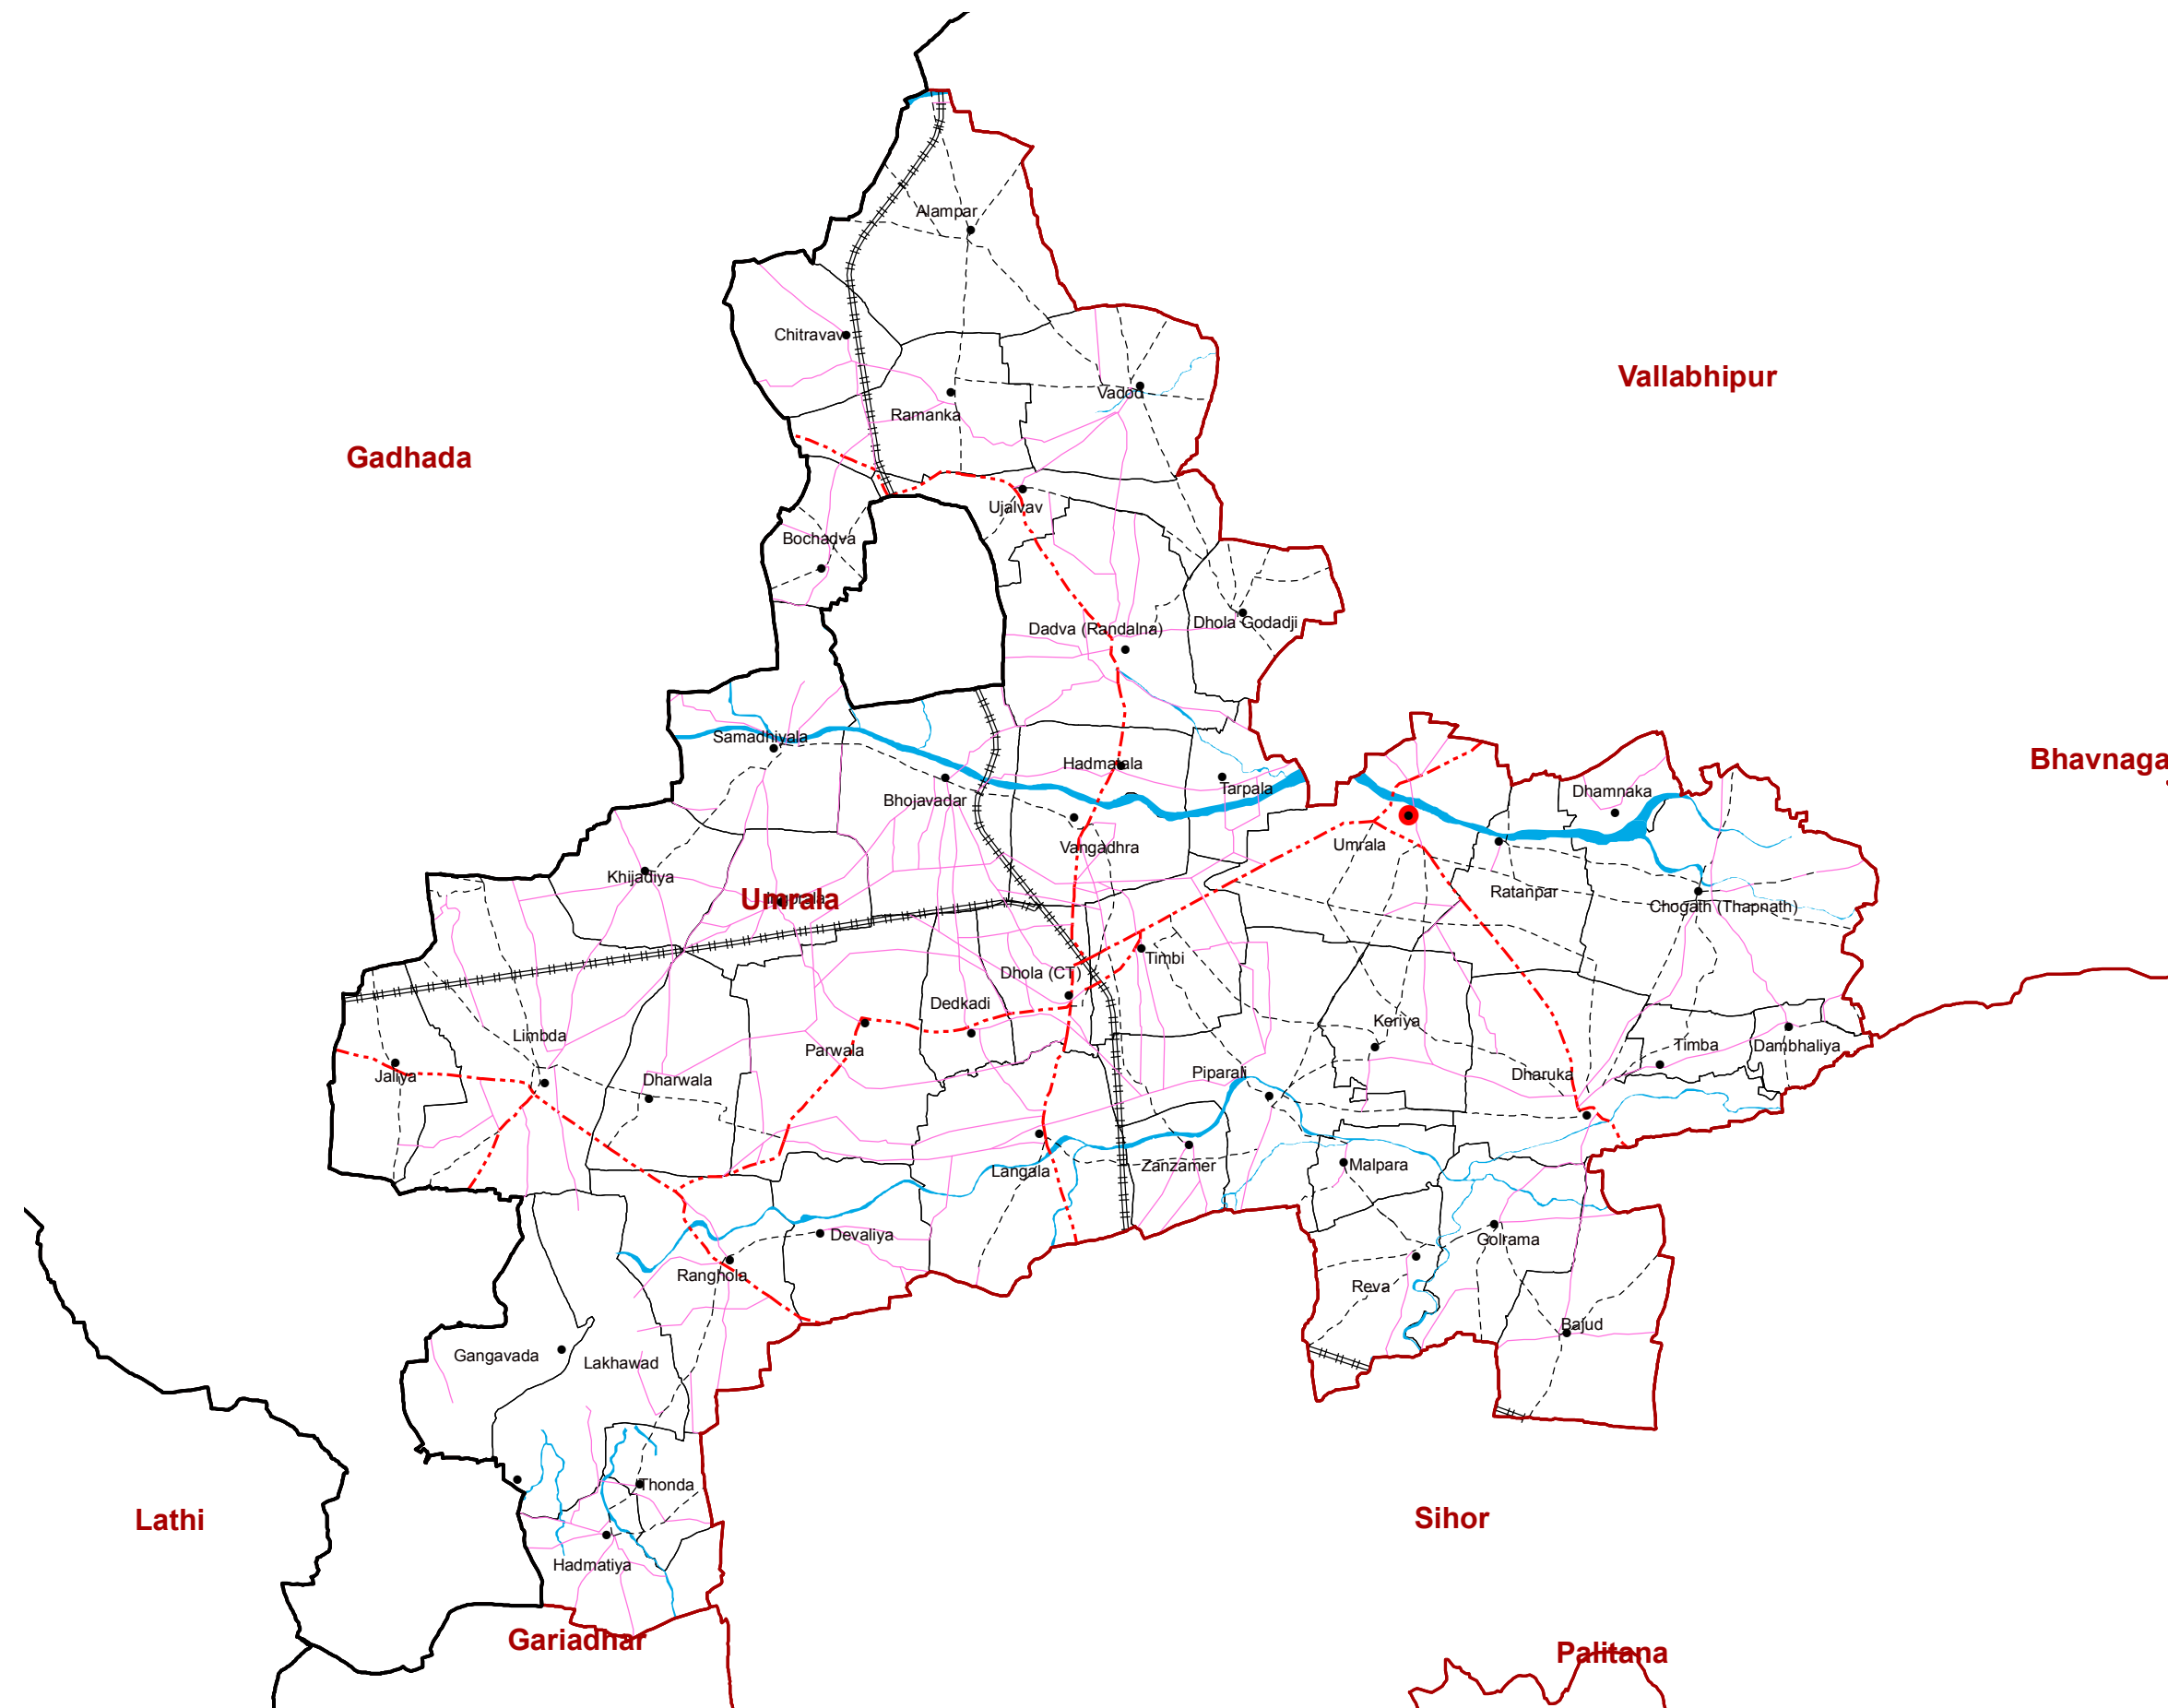 Alampar
Chitravav
Vallabhipur
Vadod
Ramanka
Gadhada
Ujalvav
Bochadva
Dhola Godadji
Dadva (Randalna)
Samadhiyala
Bhavnaga
Hadmatala
Tarpala
Dhamnaka
Bhojavadar
Umrala
Vangadhra
Khijadiya
Ratanpar
Umrala
Chogath (Thapnath)
Timbi
Dhola (CT)
Dedkadi
Keriya
Limbda
Timba
Dambhaliya
Parwala
Jaliya
Dharwala
Piparali
Dharuka
Langala
Zanzamer
Malpara
Devaliya
Golrama
Ranghola
Reva
Bajud
Gangavada
Lakhawad
Thonda
Lathi
Sihor
Hadmatiya
Gariadhar
Palitana